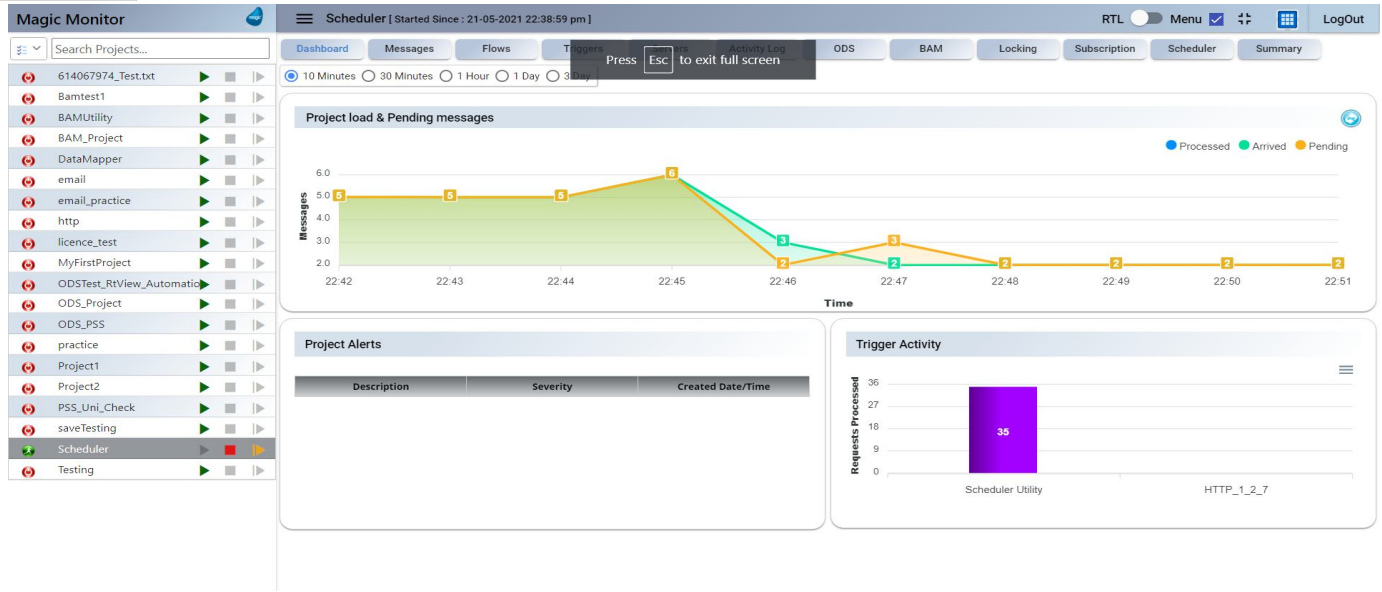 Magic Monitor
magic
Scheduler [ Started Since : 21-05-2021 22:38:59 pm ]
RTL Menu LogOut
Search Projects...
Dashboard Messages Flows Triggers Servers Activity Log ODS BAM Locking Subscription Scheduler Summary
Press Esc to exit full screen
10 Minutes 30 Minutes 1 Hour 1 Day 3 Day
614067974_Test.txt
Bamtest1
BAMUtility
BAM_Project
DataMapper
email
email_practice
http
licence_test
MyFirstProject
ODSTest_RtView_Automatio
ODS_Project
ODS_PSS
practice
Project1
Project2
PSS_Uni_Check
saveTesting
Scheduler
Testing
Project load & Pending messages
Processed Arrived Pending
Messages
6.0
5.0
4.0
3.0
2.0
5 5 5 6 3 2 3 2 2 2 2 2
22:42 22:43 22:44 22:45 22:46 22:47 22:48 22:49 22:50 22:51
Time
Project Alerts
Description Severity Created Date/Time
Trigger Activity
Requests Processed
36
27
18
9
0
35
Scheduler Utility HTTP_1_2_7